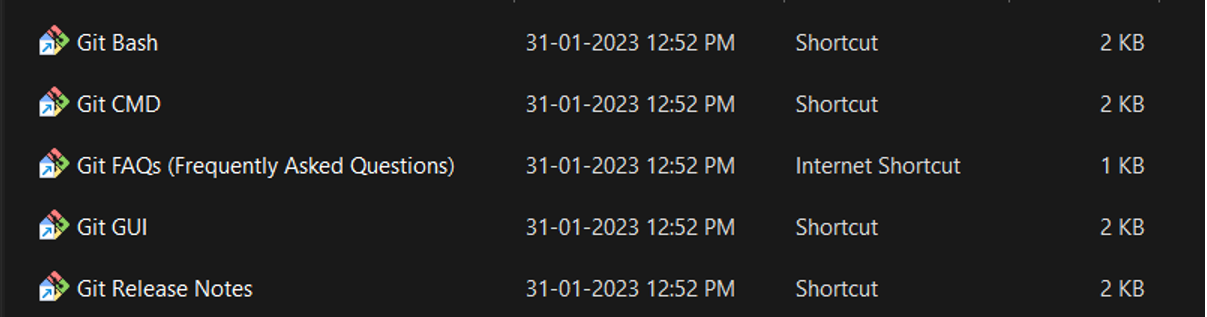 Git Bash 31-01-2023 12:52 PM Shortcut 2 KB
Git CMD 31-01-2023 12:52 PM Shortcut 2 KB
Git FAQs (Frequently Asked Questions) 31-01-2023 12:52 PM Internet Shortcut 1 KB
Git GUI 31-01-2023 12:52 PM Shortcut 2 KB
Git Release Notes 31-01-2023 12:52 PM Shortcut 2 KB